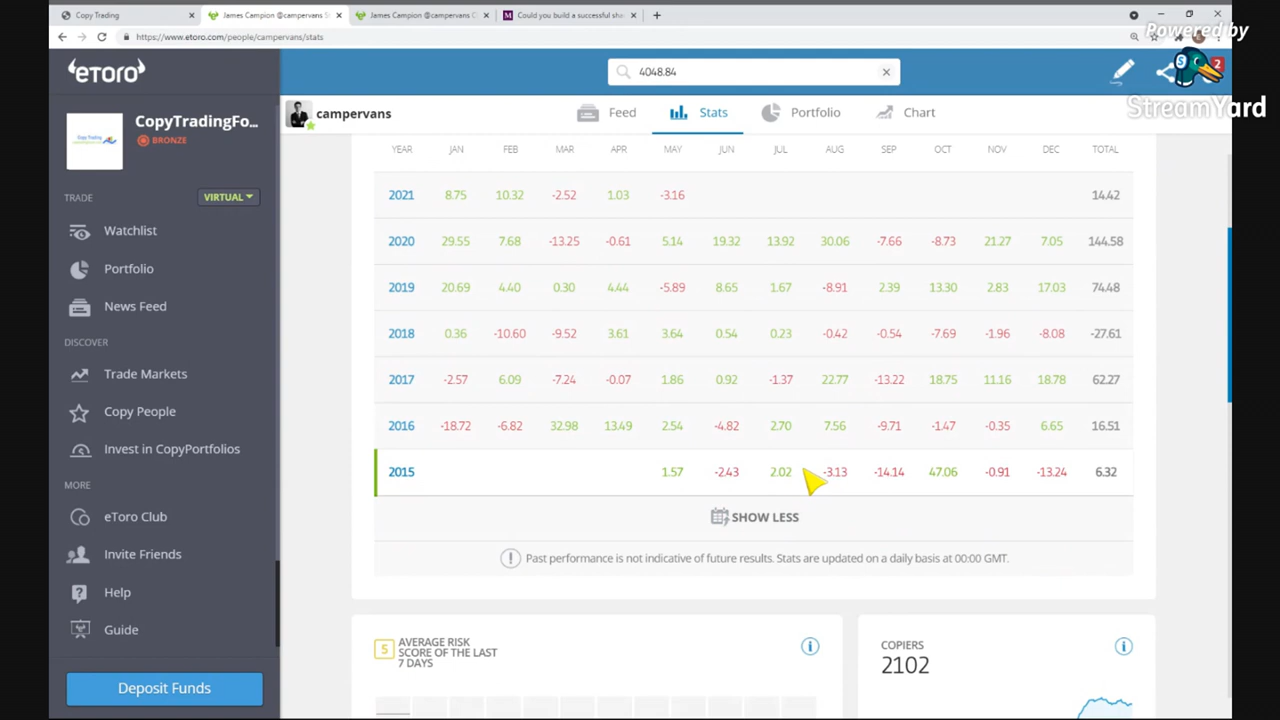 Copy Trading
James Campion @campervans S
James Campion @campervans C
Could you build a successful sha
https://www.etoro.com/people/campervans/stats
Powered by
StreamYard
2
eToro
4048.84
CopyTradingFo...
BRONZE
campervans
Feed
Stats
Portfolio
Chart
TRADE
VIRTUAL
Watchlist
Portfolio
News Feed
DISCOVER
Trade Markets
Copy People
Invest in CopyPortfolios
MORE
eToro Club
Invite Friends
Help
Guide
Deposit Funds
YEAR JAN FEB MAR APR MAY JUN JUL AUG SEP OCT NOV DEC TOTAL
2021 8.75 10.32 -2.52 1.03 -3.16 14.42
2020 29.55 7.68 -13.25 -0.61 5.14 19.32 13.92 30.06 -7.66 -8.73 21.27 7.05 144.58
2019 20.69 4.40 0.30 4.44 -5.89 8.65 1.67 -8.91 2.39 13.30 2.83 17.03 74.48
2018 0.36 -10.60 -9.52 3.61 3.64 0.54 0.23 -0.42 -0.54 -7.69 -1.96 -8.08 -27.61
2017 -2.57 6.09 -7.24 -0.07 1.86 0.92 -1.37 22.77 -13.22 18.75 11.16 18.78 62.27
2016 -18.72 -6.82 32.98 13.49 2.54 -4.82 2.70 7.56 -9.71 -1.47 -0.35 6.65 16.51
2015 1.57 -2.43 2.02 -3.13 -14.14 47.06 -0.91 -13.24 6.32
SHOW LESS
Past performance is not indicative of future results. Stats are updated on a daily basis at 00:00 GMT.
5
AVERAGE RISK
SCORE OF THE LAST
7 DAYS
COPIERS
2102